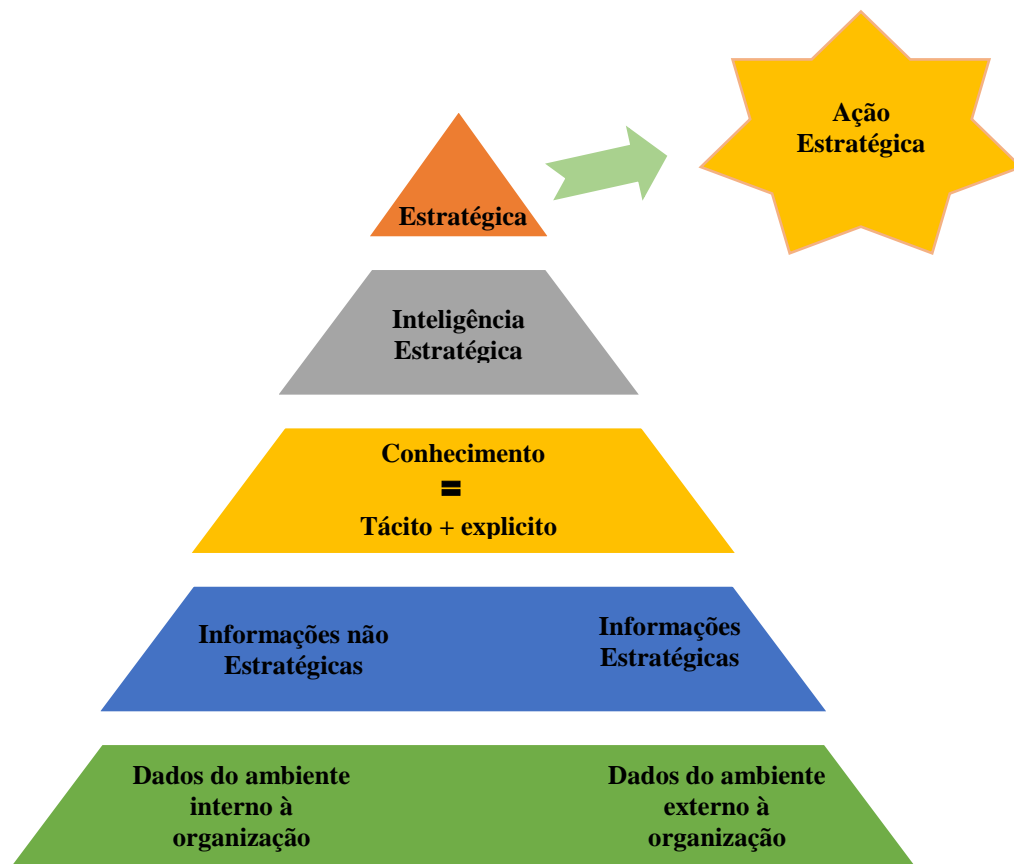 Ação
Estratégica
Estratégica
Inteligência
Estratégica
Conhecimento
=
Tácito + explicito
Informações não
Estratégicas
Informações
Estratégicas
Dados do ambiente
interno à
organização
Dados do ambiente
externo à
organização